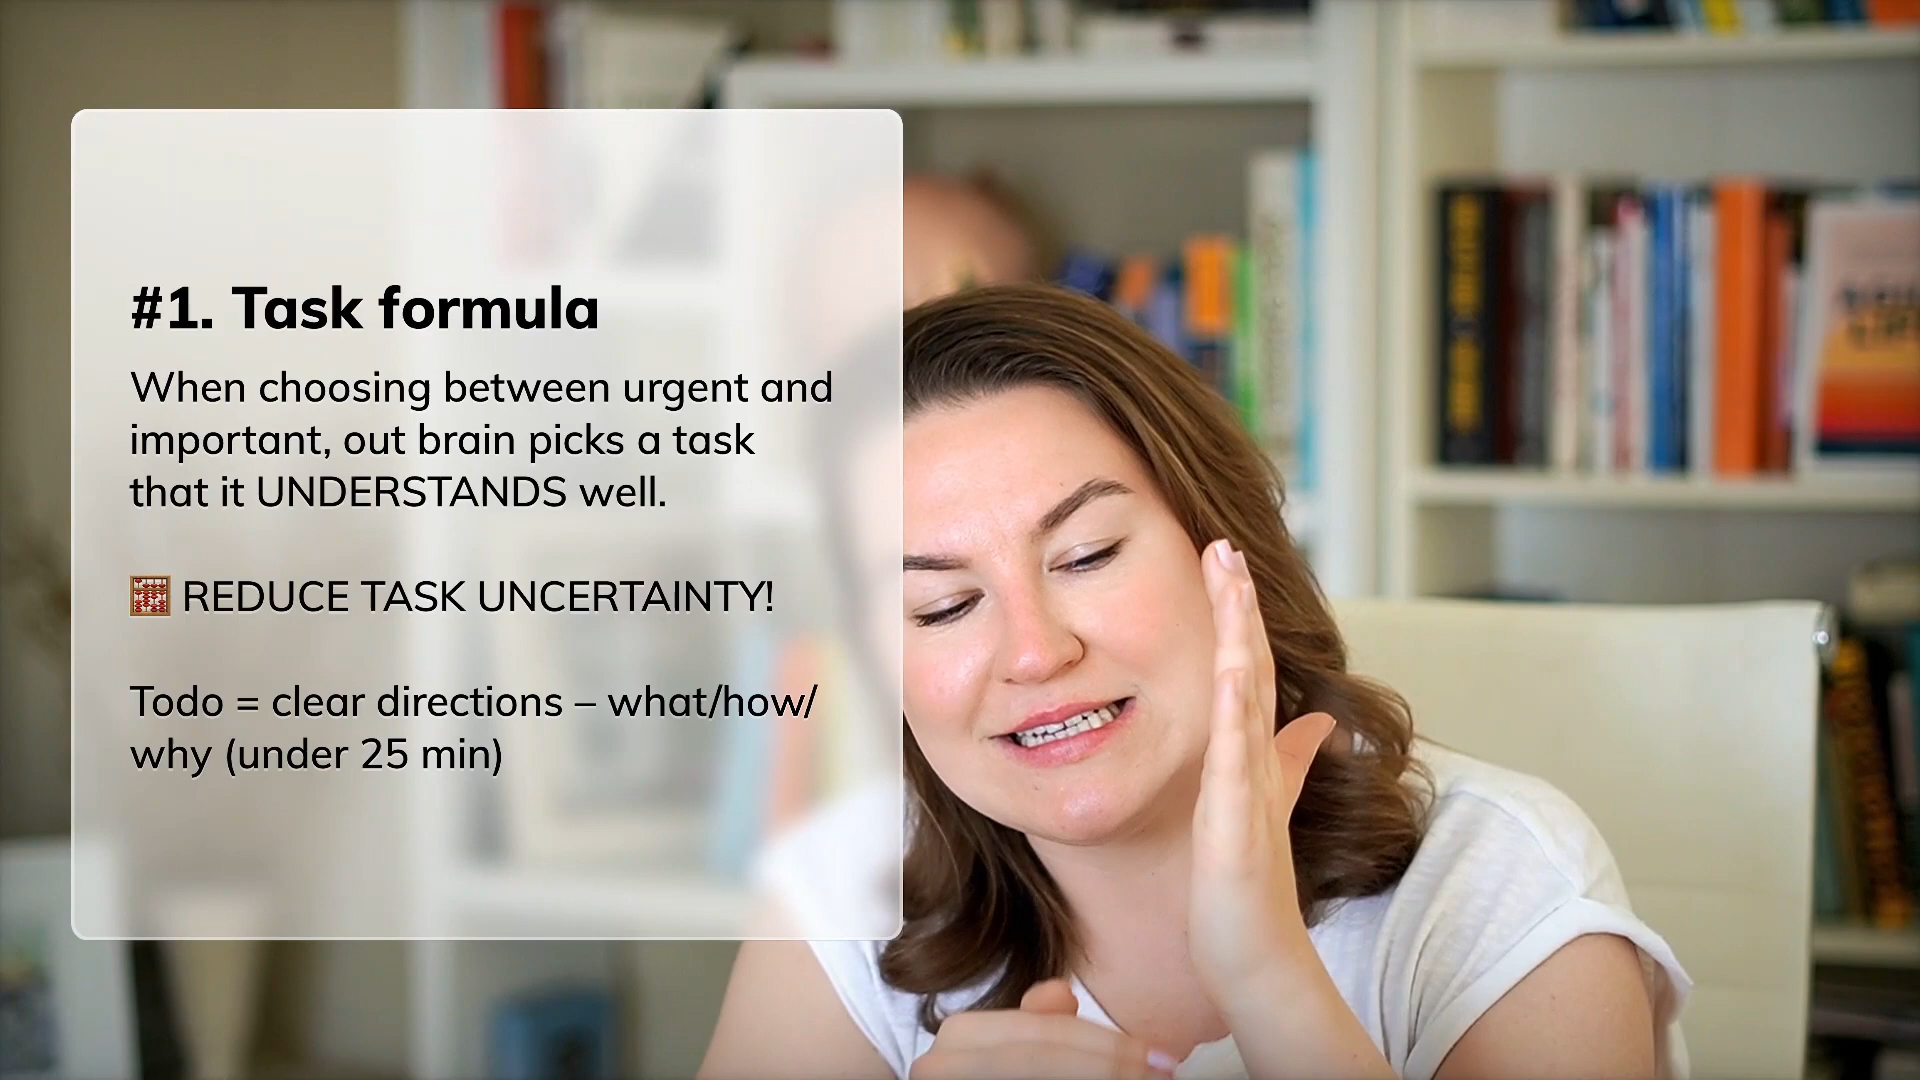 #1. Task formula
When choosing between urgent and
important, out brain picks a task
that it UNDERSTANDS well.
🧮 REDUCE TASK UNCERTAINTY!
Todo = clear directions – what/how/
why (under 25 min)